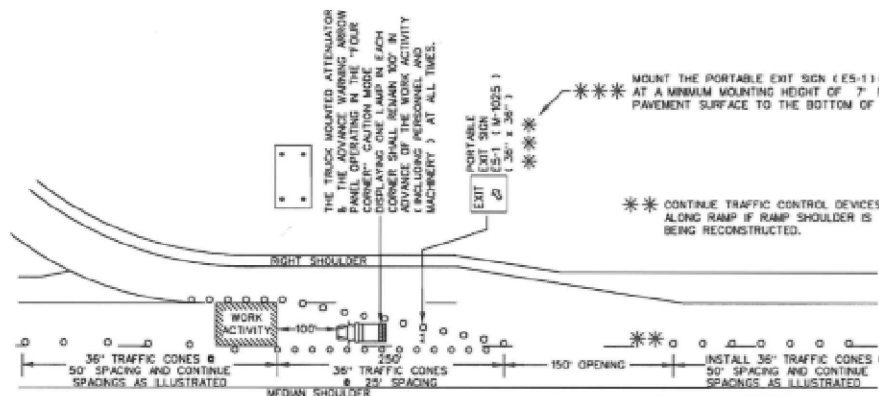 THE TRUCK MOUNTED ATTENUATOR
& THE ADVANCE WARNING ARROW
PANEL OPERATING IN THE "FOUR
CORNER" CAUTION MODE
DISPLAYING ONE LAMP IN EACH
CORNER SHALL REMAIN 100' IN
ADVANCE OF THE WORK ACTIVITY
( INCLUDING PERSONNEL AND
MACHINERY ) AT ALL TIMES.
PORTABLE
EXIT SIGN
E5-1 ( M-1025 )
( 36" x 36" )
***
EXIT
*** MOUNT THE PORTABLE EXIT SIGN ( E5-1 )
AT A MINIMUM MOUNTING HEIGHT OF 7'
PAVEMENT SURFACE TO THE BOTTOM OF
** CONTINUE TRAFFIC CONTROL DEVICES
ALONG RAMP IF RAMP SHOULDER IS
BEING RECONSTRUCTED.
RIGHT SHOULDER
WORK
ACTIVITY
100'
**
36" TRAFFIC CONES @
50' SPACING AND CONTINUE
SPACINGS AS ILLUSTRATED
250'
36" TRAFFIC CONES
@ 25' SPACING
150' OPENING
INSTALL 36" TRAFFIC CONES
50' SPACING AND CONTINUE
SPACINGS AS ILLUSTRATED
MEDIAN SHOULDER